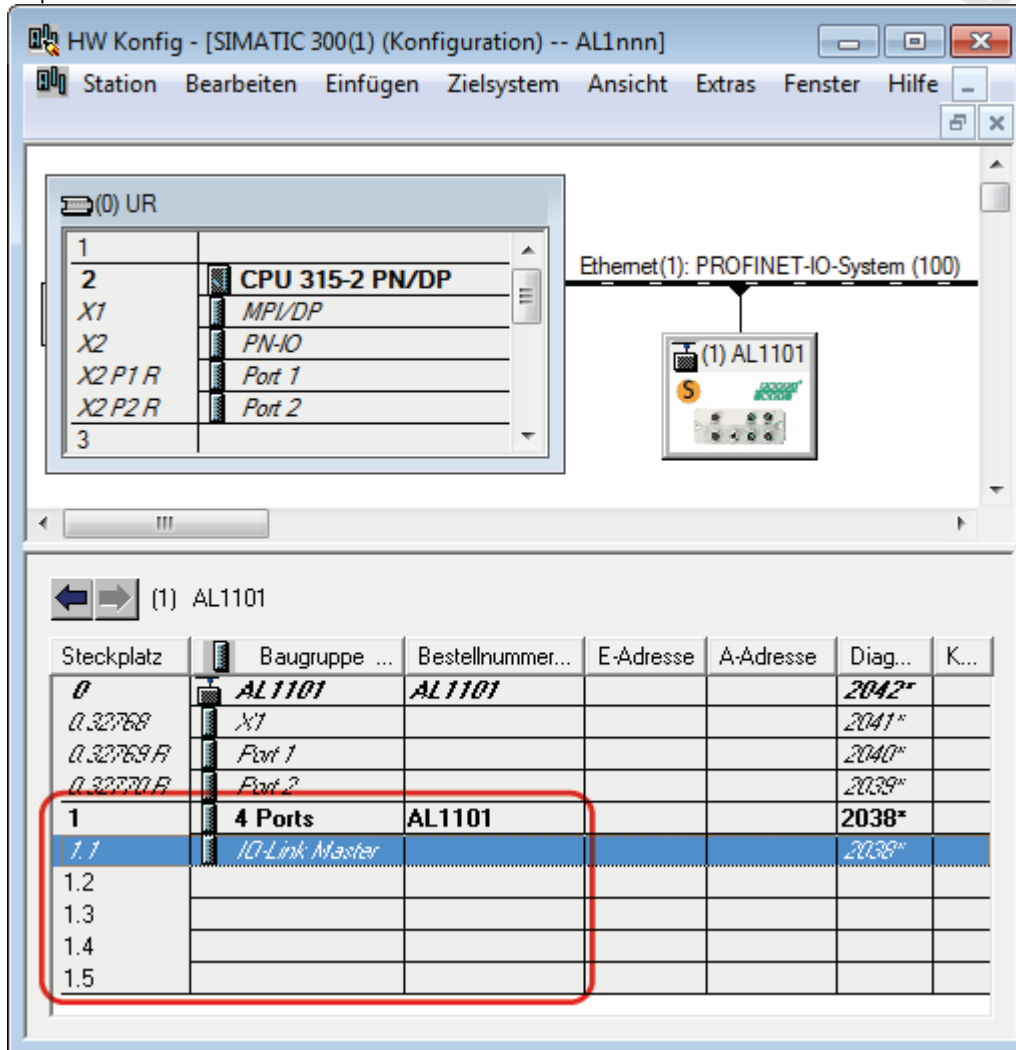 HW Konfig - [SIMATIC 300(1) (Konfiguration) -- AL1nnn]
Station Bearbeiten Einfügen Zielsystem Ansicht Extras Fenster Hilfe
(0) UR
1
2 CPU 315-2 PN/DP
X1 MPI/DP
X2 PN-IO
X2 P1 R Port 1
X2 P2 R Port 2
3
Ethernet(1): PROFINET-IO-System (100)
(1) AL1101
S
(1) AL1101
Steckplatz Baugruppe ... Bestellnummer... E-Adresse A-Adresse Diag... K...
0 AL1101 AL1101 2042*
0.32768 X1 2041*
0.32769 R Port 1 2040*
0.32770 R Port 2 2039*
1 4 Ports AL1101 2038*
1.1 IO-Link Master 2038*
1.2
1.3
1.4
1.5